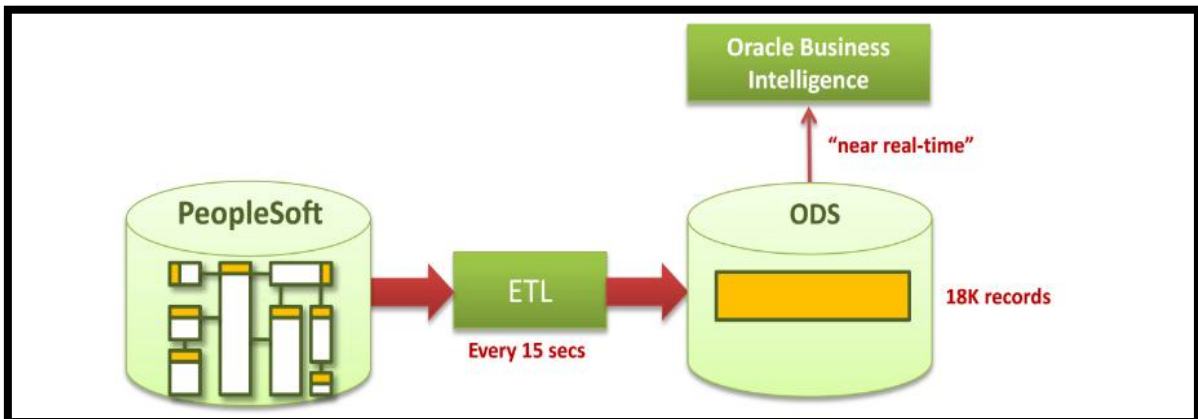 Oracle Business
Intelligence
“near real-time”
PeopleSoft
ODS
ETL
18K records
Every 15 secs